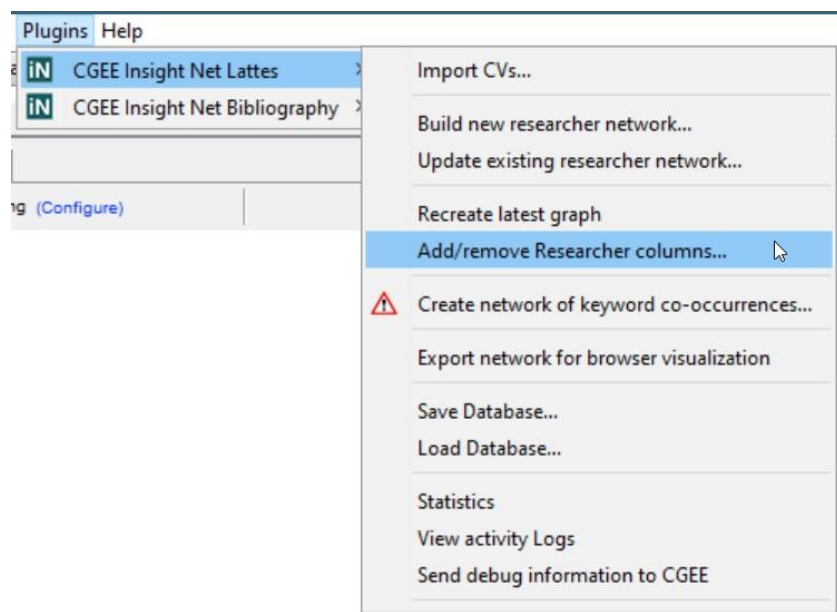 Plugins Help
iN CGEE Insight Net Lattes
iN CGEE Insight Net Bibliography
(Configure)
Import CVs...
Build new researcher network...
Update existing researcher network...
Recreate latest graph
Add/remove Researcher columns...
Create network of keyword co-occurrences...
Export network for browser visualization
Save Database...
Load Database...
Statistics
View activity Logs
Send debug information to CGEE